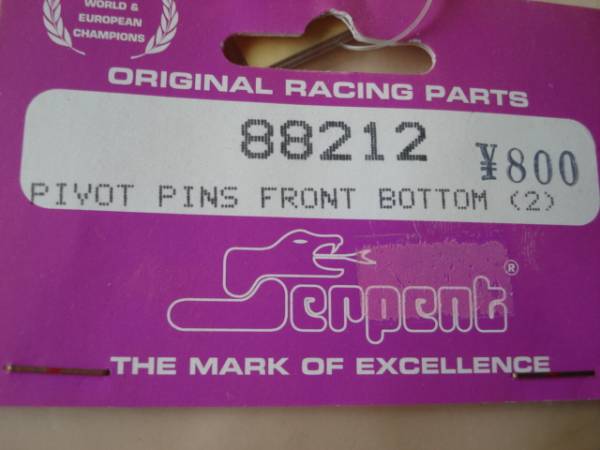 WORLD &
EUROPEAN
CHAMPIONS
ORIGINAL RACING PARTS
88212
¥800
PIVOT PINS FRONT BOTTOM (2)
Serpent®
THE MARK OF EXCELLENCE